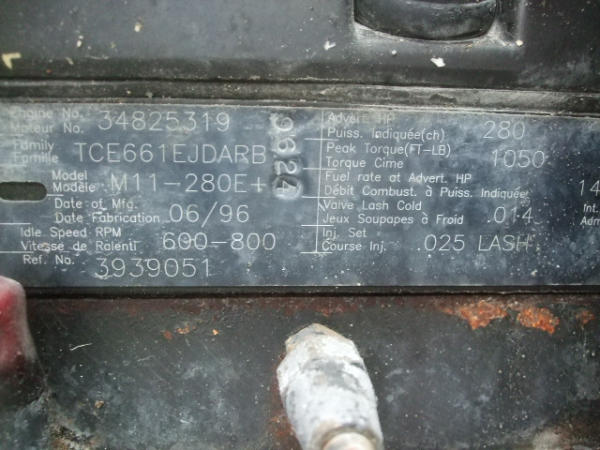 Engine No.
Moteur No. 34825319
Family
Famille TCE661EJDARB
Model
Modèle M11-280E+
Date of Mfg.
Date Fabrication 06/96
Idle Speed RPM
Vitesse de Ralenti 600-800
Ref. No. 3939051
9624
Advert. HP
Puiss. Indiquée(ch) 280
Peak Torque(FT-LB)
Torque Cime 1050
Fuel rate at Advert. HP
Débit Combust. à Puiss. Indiquée 14
Valve Lash Cold Int.
Jeux Soupapes à Froid .014 Adm
Inj. Set
Course Inj. .025 LASH